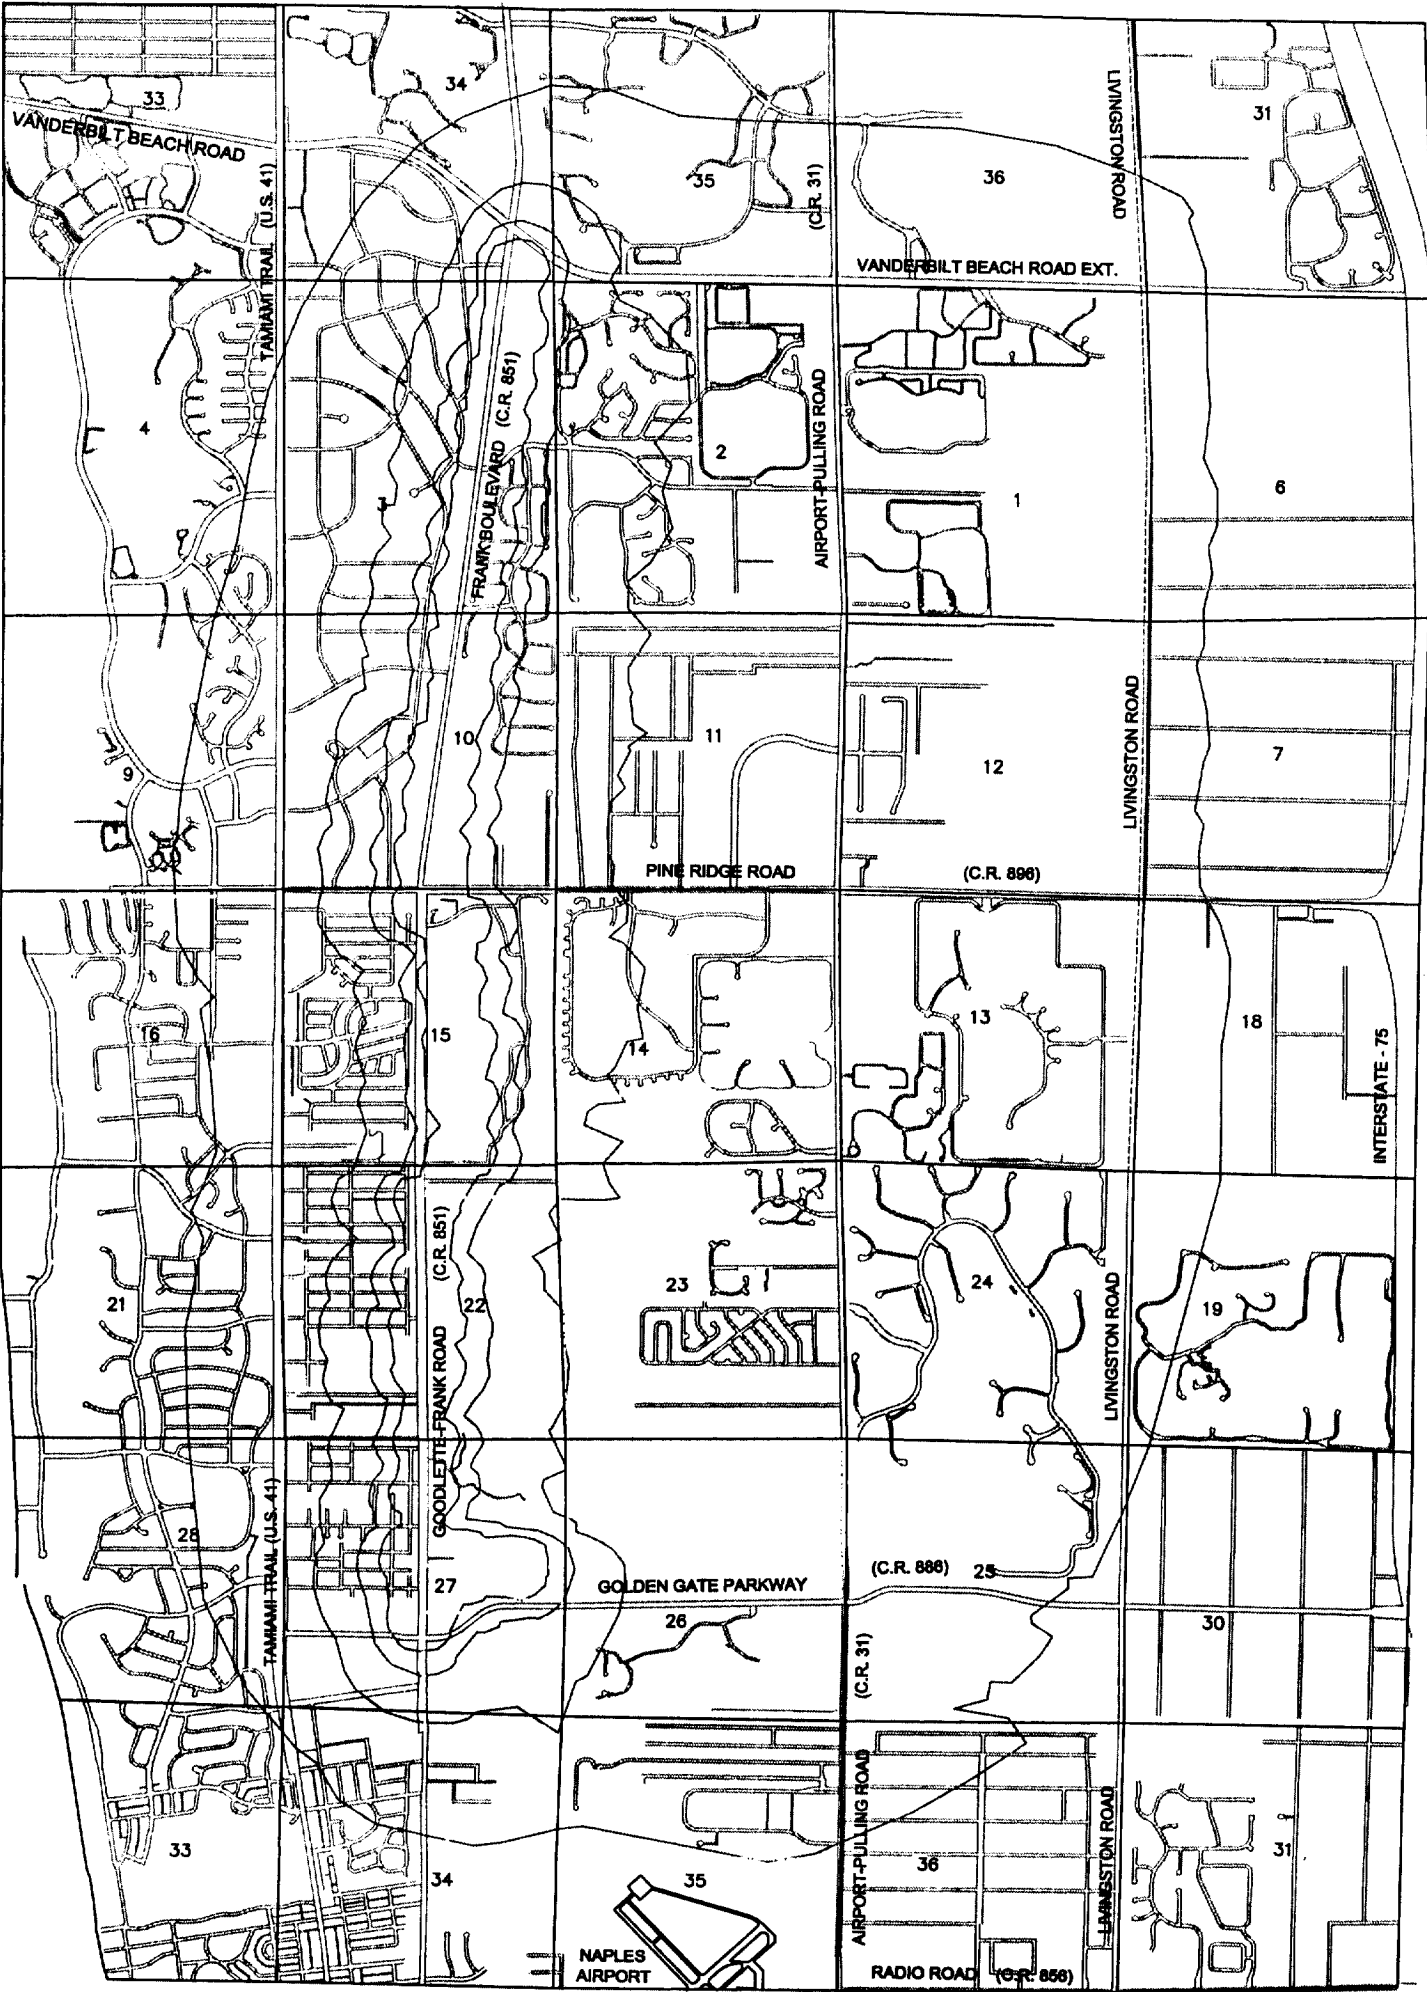 33
34
31
VANDERBILT BEACH ROAD
35
36
TAMIAMI TRAIL (U.S. 41)
(C.R. 31)
LIVINGSTON ROAD
VANDERBILT BEACH ROAD EXT.
4
3
FRANK BOULEVARD (C.R. 851)
2
AIRPORT-PULLING ROAD
1
6
9
10
11
12
LIVINGSTON ROAD
7
PINE RIDGE ROAD
(C.R. 896)
16
15
14
13
18
INTERSTATE - 75
21
GOODLETTE-FRANK ROAD (C.R. 851)
22
23
24
LIVINGSTON ROAD
19
28
TAMIAMI TRAIL (U.S. 41)
27
GOLDEN GATE PARKWAY
(C.R. 886)
25
26
(C.R. 31)
30
33
34
35
AIRPORT-PULLING ROAD
36
LIVINGSTON ROAD
31
NAPLES
AIRPORT
RADIO ROAD (C.R. 856)